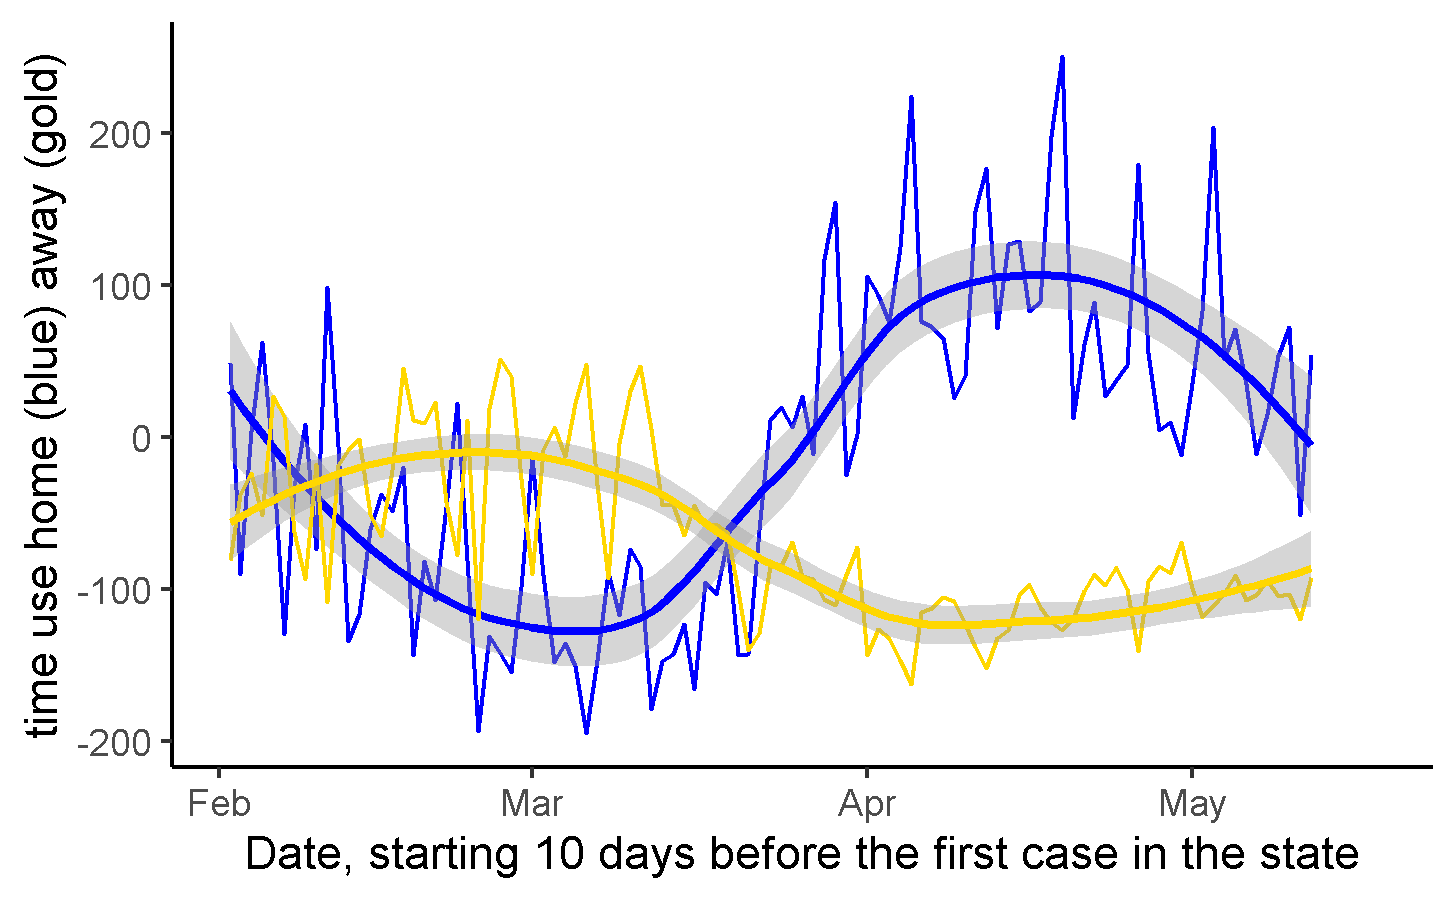 time use home (blue) away (gold)
200
100
0
-100
-200
Feb Mar Apr May
Date, starting 10 days before the first case in the state